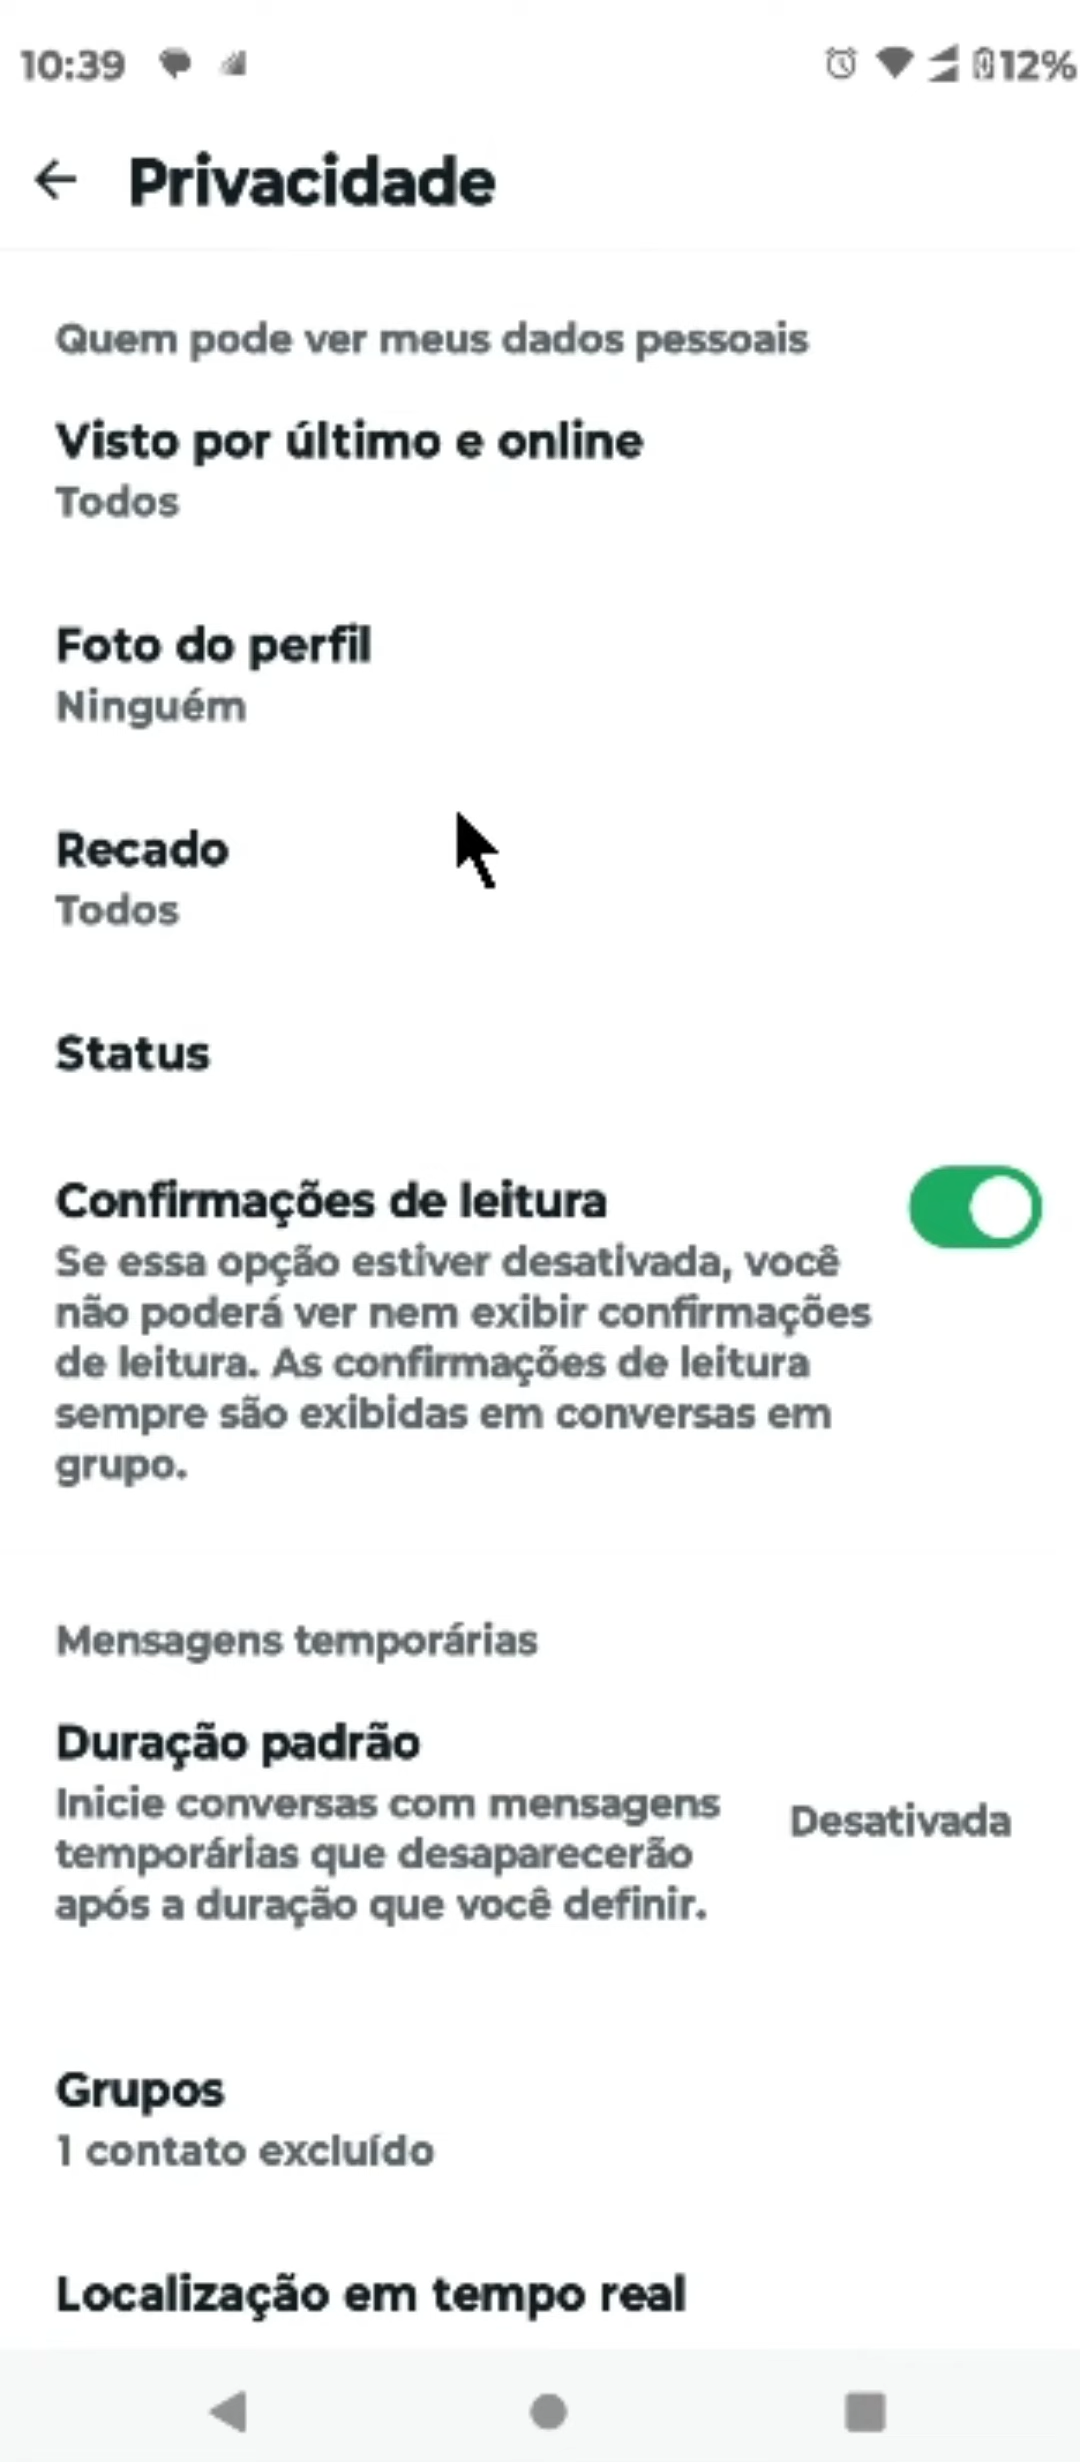 10:39
12%
Privacidade
Quem pode ver meus dados pessoais
Visto por último e online
Todos
Foto do perfil
Ninguém
Recado
Todos
Status
Confirmações de leitura
Se essa opção estiver desativada, você
não poderá ver nem exibir confirmações
de leitura. As confirmações de leitura
sempre são exibidas em conversas em
grupo.
Mensagens temporárias
Duração padrão
Inicie conversas com mensagens
temporárias que desaparecerão
após a duração que você definir.
Desativada
Grupos
1 contato excluído
Localização em tempo real